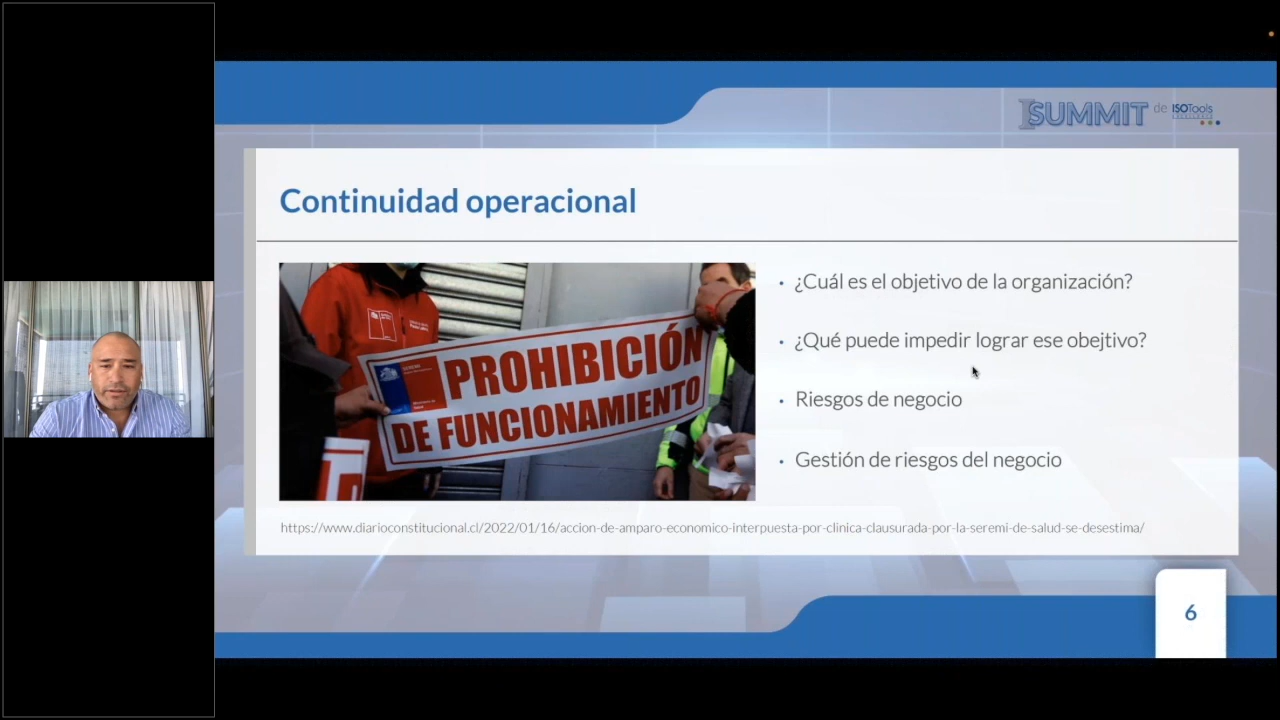 SUMMIT de ISOTools
Continuidad operacional
PROHIBICIÓN
DE FUNCIONAMIENTO
• ¿Cuál es el objetivo de la organización?
• ¿Qué puede impedir lograr ese obejtivo?
• Riesgos de negocio
• Gestión de riesgos del negocio
https://www.diarioconstitucional.cl/2022/01/16/accion-de-amparo-economico-interpuesta-por-clinica-clausurada-por-la-seremi-de-salud-se-desestima/
6